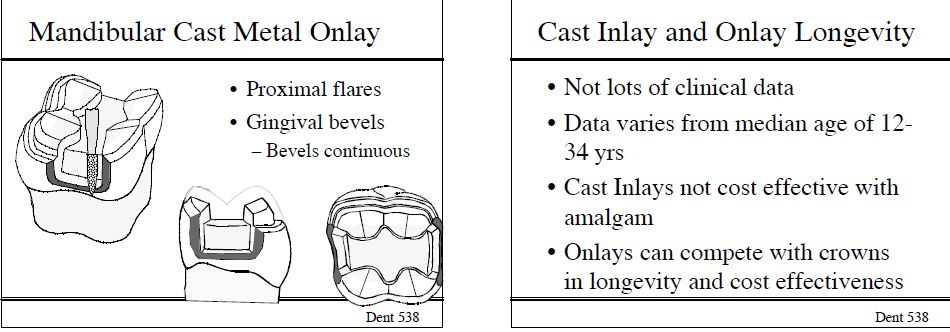 Mandibular Cast Metal Onlay
• Proximal flares
• Gingival bevels
– Bevels continuous
Dent 538
Cast Inlay and Onlay Longevity
• Not lots of clinical data
• Data varies from median age of 12-
34 yrs
• Cast Inlays not cost effective with
amalgam
• Onlays can compete with crowns
in longevity and cost effectiveness
Dent 538